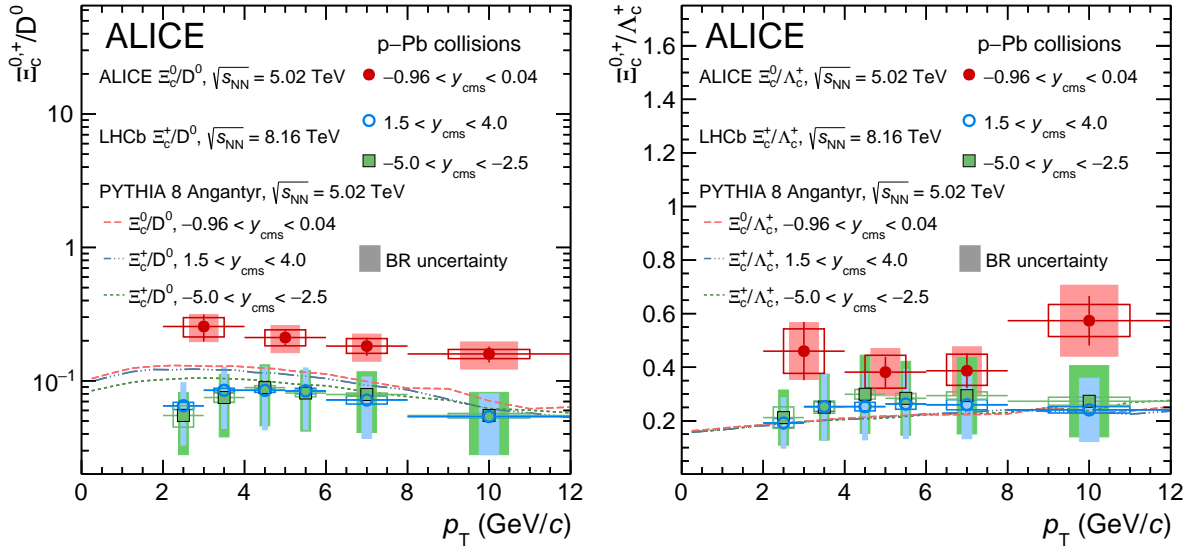 Ξc0,+/D0
ALICE
p–Pb collisions
ALICE Ξc0/D0, √sNN = 5.02 TeV
−0.96 < ycms < 0.04
LHCb Ξc+/D0, √sNN = 8.16 TeV
1.5 < ycms < 4.0
−5.0 < ycms < −2.5
PYTHIA 8 Angantyr, √sNN = 5.02 TeV
Ξc0/D0, −0.96 < ycms < 0.04
Ξc+/D0, 1.5 < ycms < 4.0
Ξc+/D0, −5.0 < ycms < −2.5
BR uncertainty
10
1
10−1
0 2 4 6 8 10 12
pT (GeV/c)
Ξc0,+/Λc+
ALICE
p–Pb collisions
ALICE Ξc0/Λc+, √sNN = 5.02 TeV
−0.96 < ycms < 0.04
LHCb Ξc+/Λc+, √sNN = 8.16 TeV
1.5 < ycms < 4.0
−5.0 < ycms < −2.5
PYTHIA 8 Angantyr, √sNN = 5.02 TeV
Ξc0/Λc+, −0.96 < ycms < 0.04
Ξc+/Λc+, 1.5 < ycms < 4.0
Ξc+/Λc+, −5.0 < ycms < −2.5
BR uncertainty
1.6
1.4
1.2
1
0.8
0.6
0.4
0.2
0 2 4 6 8 10 12
pT (GeV/c)